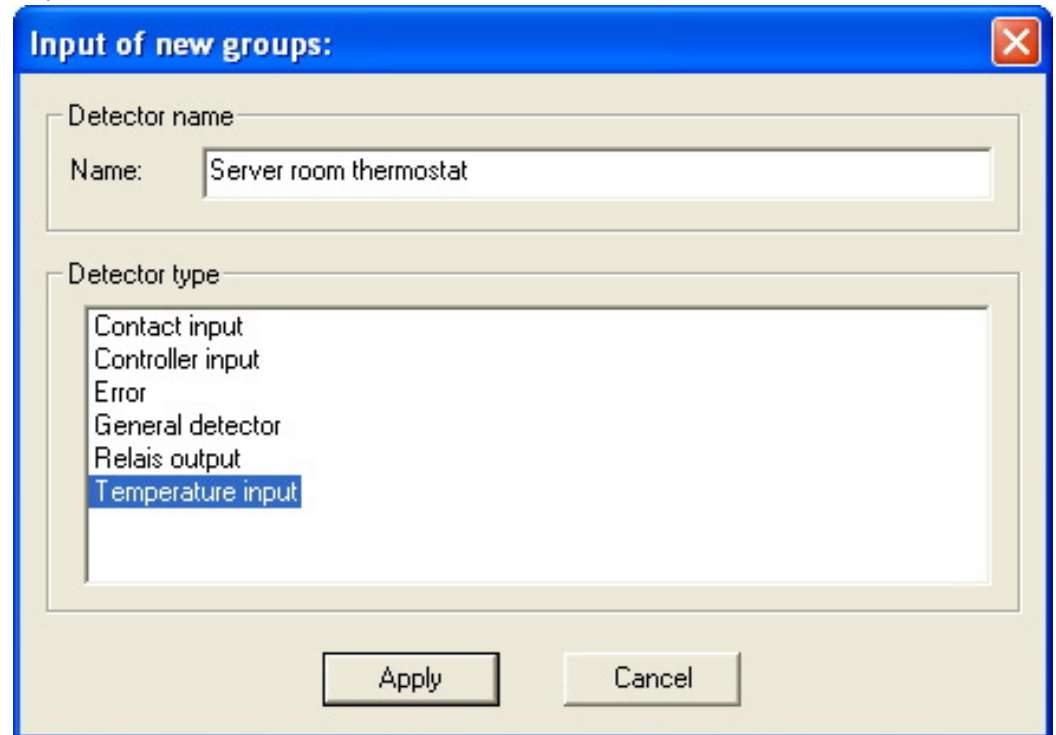 Input of new groups:
Detector name
Name: Server room thermostat
Detector type
Contact input
Controller input
Error
General detector
Relais output
Temperature input
Apply Cancel